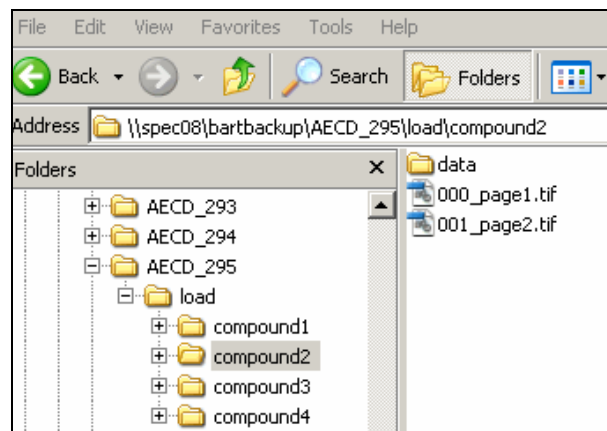 File Edit View Favorites Tools Help
Back Search Folders
Address \\spec08\bartbackup\AECD_295\load\compound2
Folders x
AECD_293
AECD_294
AECD_295
load
compound1
compound2
compound3
compound4
data
000_page1.tif
001_page2.tif